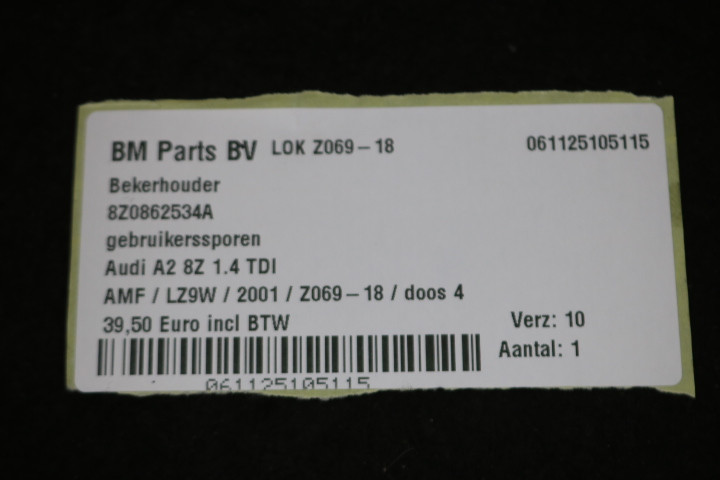 BM Parts BV LOK Z069-18 061125105115
Bekerhouder
8Z0862534A
gebruikerssporen
Audi A2 8Z 1.4 TDI
AMF / LZ9W / 2001 / Z069-18 / doos 4
39,50 Euro incl BTW Verz: 10
Aantal: 1
061125105115